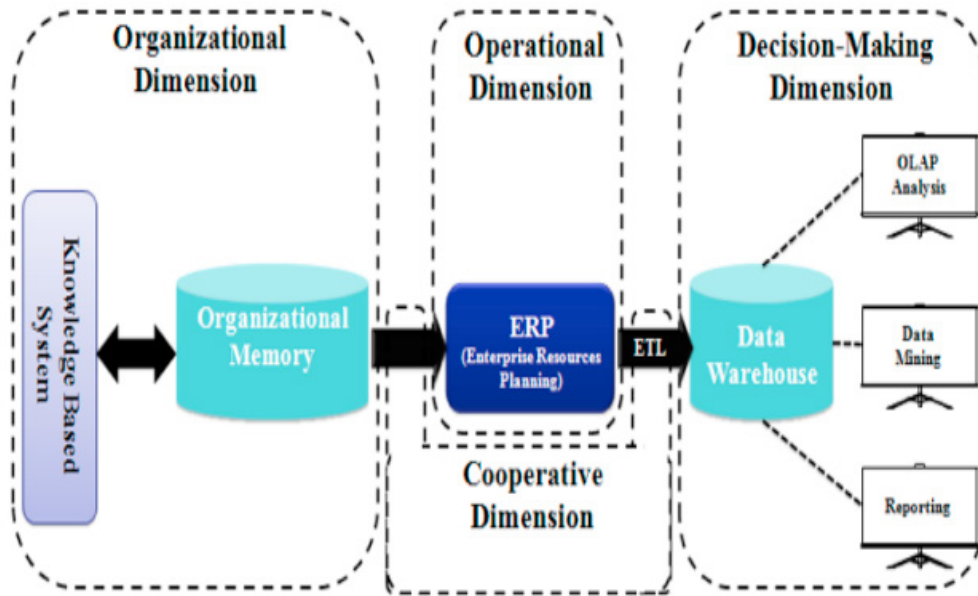 Organizational
Dimension
Operational
Dimension
Decision-Making
Dimension
Knowledge Based
System
Organizational
Memory
ERP
(Enterprise Resources
Planning)
ETL
Data
Warehouse
OLAP
Analysis
Data
Mining
Reporting
Cooperative
Dimension